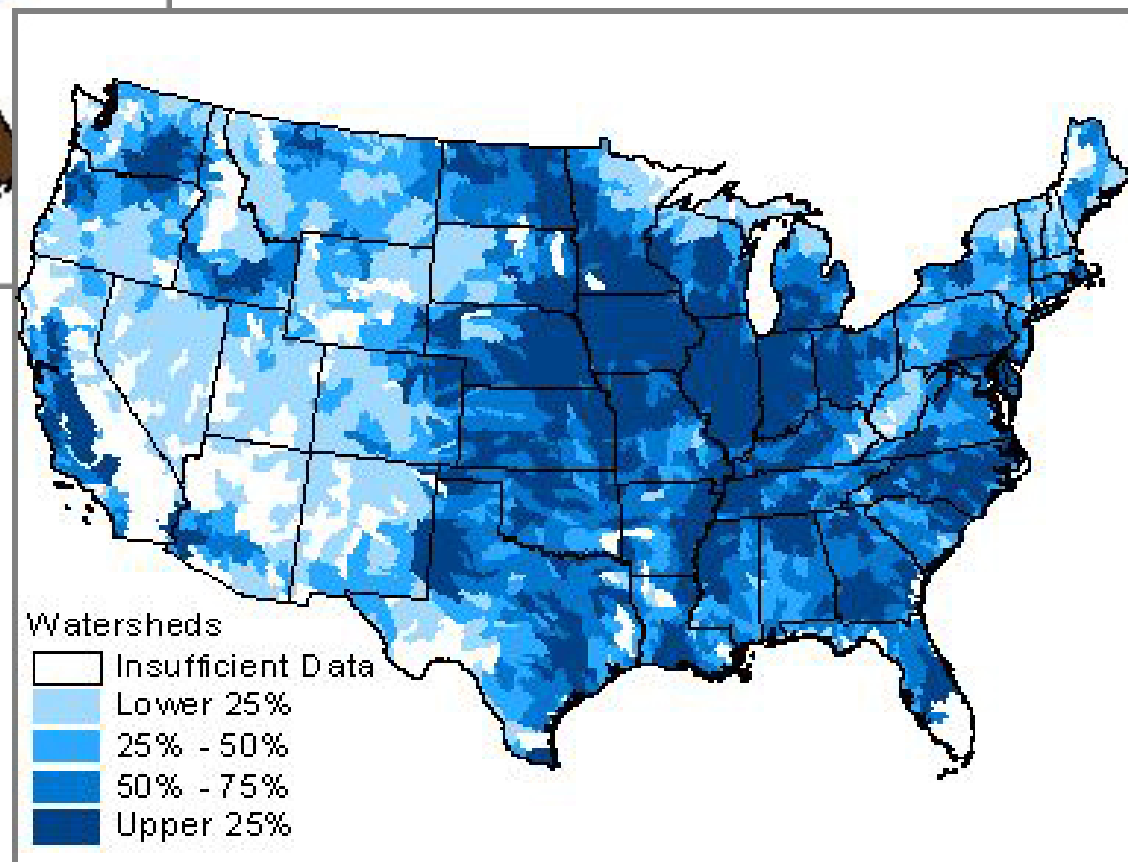 Watersheds
Insufficient Data
Lower 25%
25% - 50%
50% - 75%
Upper 25%